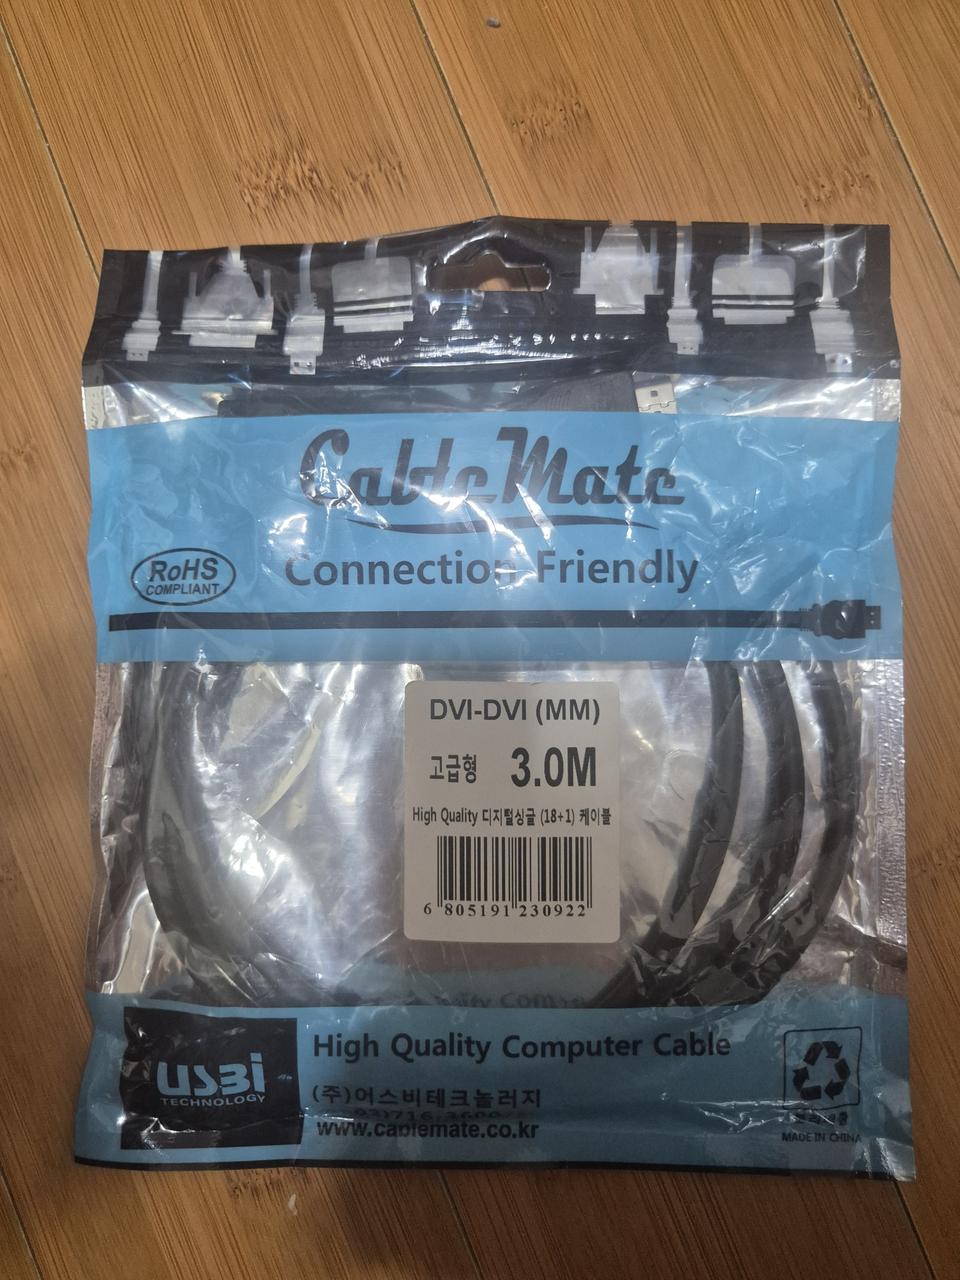 CableMate
RoHS
COMPLIANT
Connection Friendly
DVI-DVI (MM)
고급형 3.0M
High Quality 디지털싱글 (18+1) 케이블
6 805191 230922
USBi
TECHNOLOGY
High Quality Computer Cable
(주)어스비테크놀러지
www.cablemate.co.kr
MADE IN CHINA